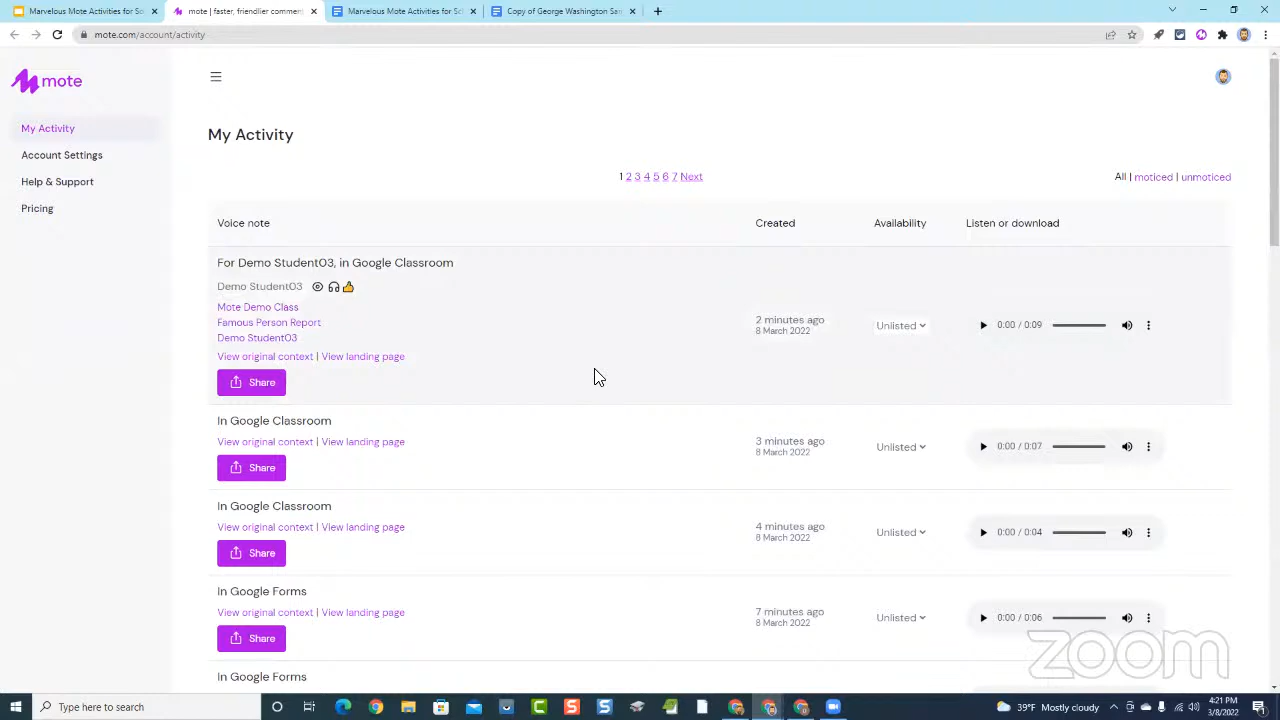 Marvelous Mote Activities for Sc
mote | faster, friendlier comment
Marvelous Mote Activities for Scl
Copy of George Washington Sav
mote.com/account/activity
mote
My Activity
Account Settings
Help & Support
Pricing
My Activity
1 2 3 4 5 6 7 Next
All | moticed | unmoticed
Voice note Created Availability Listen or download
For Demo Student03, in Google Classroom
Demo Student03
Mote Demo Class
Famous Person Report
Demo Student03
View original context | View landing page
Share
2 minutes ago
8 March 2022
Unlisted
0:00 / 0:09
In Google Classroom
View original context | View landing page
Share
3 minutes ago
8 March 2022
Unlisted
0:00 / 0:07
In Google Classroom
View original context | View landing page
Share
4 minutes ago
8 March 2022
Unlisted
0:00 / 0:04
In Google Forms
View original context | View landing page
Share
7 minutes ago
8 March 2022
Unlisted
0:00 / 0:06
In Google Forms
zoom
Type here to search
39°F Mostly cloudy
4:21 PM
3/8/2022